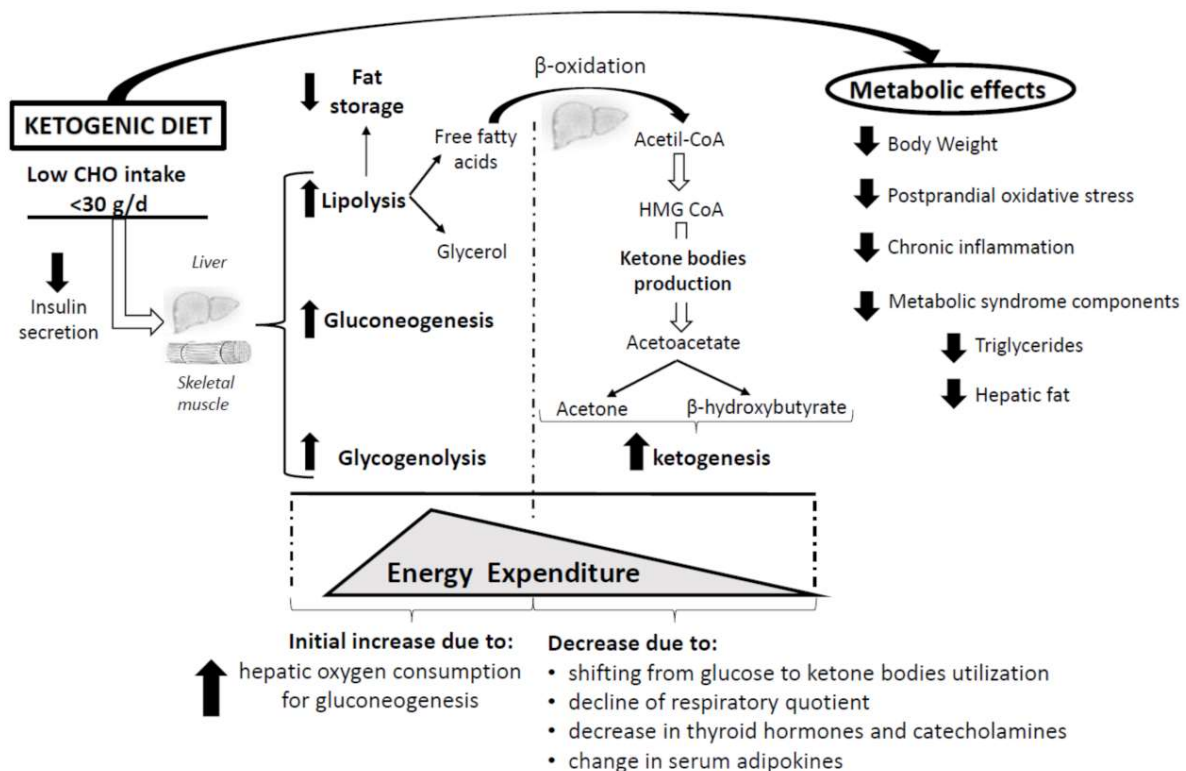 KETOGENIC DIET
Low CHO intake
<30 g/d
Insulin
secretion
Liver
Skeletal
muscle
Fat
storage
Lipolysis
Free fatty
acids
Glycerol
Gluconeogenesis
Glycogenolysis
β-oxidation
Acetil-CoA
HMG CoA
Ketone bodies
production
Acetoacetate
Acetone
β-hydroxybutyrate
ketogenesis
Metabolic effects
Body Weight
Postprandial oxidative stress
Chronic inflammation
Metabolic syndrome components
Triglycerides
Hepatic fat
Energy Expenditure
Initial increase due to:
hepatic oxygen consumption
for gluconeogenesis
Decrease due to:
• shifting from glucose to ketone bodies utilization
• decline of respiratory quotient
• decrease in thyroid hormones and catecholamines
• change in serum adipokines